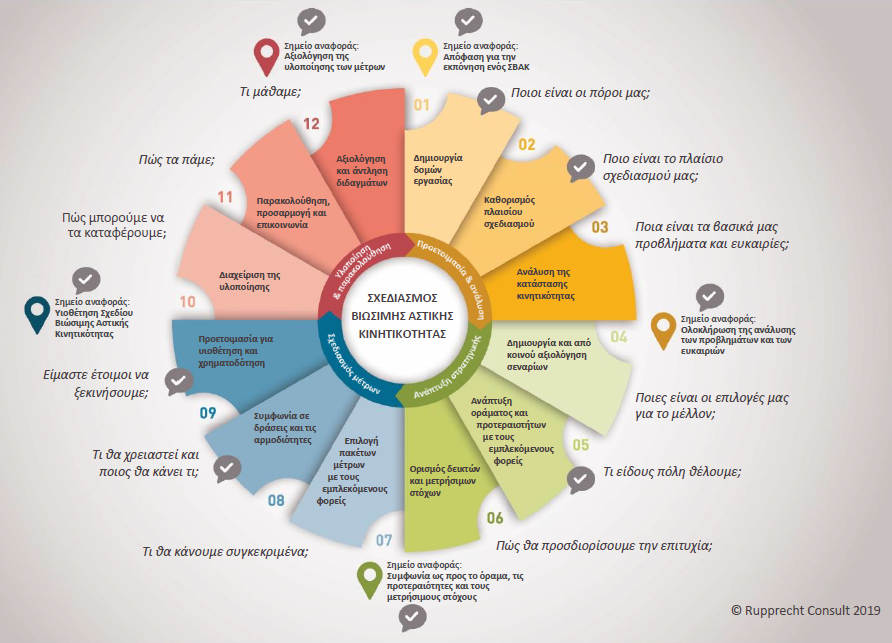 Σημείο αναφοράς:
Αξιολόγηση της
υλοποίησης των μέτρων
Σημείο αναφοράς:
Απόφαση για την
εκπόνηση ενός ΣΒΑΚ
Τι μάθαμε;
Ποιοι είναι οι πόροι μας;
12
01
Αξιολόγηση
και άντληση
διδαγμάτων
Δημιουργία
δομών
εργασίας
02
Ποιο είναι το πλαίσιο
σχεδιασμού μας;
Πώς τα πάμε;
11
Παρακολούθηση,
προσαρμογή και
επικοινωνία
Καθορισμός
πλαισίου
σχεδιασμού
03
Ποια είναι τα βασικά μας
προβλήματα και ευκαιρίες;
Πώς μπορούμε να
τα καταφέρουμε;
Διαχείριση της
υλοποίησης
10
Ανάλυση της
κατάστασης
κινητικότητας
Υλοποίηση
& παρακολούθηση
Προετοιμασία & ανάλυση
ΣΧΕΔΙΑΣΜΟΣ
ΒΙΩΣΙΜΗΣ ΑΣΤΙΚΗΣ
ΚΙΝΗΤΙΚΟΤΗΤΑΣ
Σχεδιασμός μέτρων
Ανάπτυξη στρατηγικής
Σημείο αναφοράς:
Υιοθέτηση Σχεδίου
Βιώσιμης Αστικής
Κινητικότητας
Σημείο αναφοράς:
Ολοκλήρωση της ανάλυσης
των προβλημάτων και των
ευκαιριών
04
Προετοιμασία για
υιοθέτηση και
χρηματοδότηση
Δημιουργία και από
κοινού αξιολόγηση
σεναρίων
Είμαστε έτοιμοι να
ξεκινήσουμε;
09
Ποιες είναι οι επιλογές μας
για το μέλλον;
Συμφωνία σε
δράσεις και τις
αρμοδιότητες
Ανάπτυξη
οράματος και
προτεραιοτήτων
με τους
εμπλεκόμενους
φορείς
05
Τι θα χρειαστεί και
ποιος θα κάνει τι;
08
Επιλογή
πακέτων
μέτρων
με τους
εμπλεκόμενους
φορείς
Ορισμός δεικτών
και μετρήσιμων
στόχων
Τι είδους πόλη θέλουμε;
06
07
Τι θα κάνουμε συγκεκριμένα;
Πώς θα προσδιορίσουμε την επιτυχία;
Σημείο αναφοράς:
Συμφωνία ως προς το όραμα, τις
προτεραιότητες και τους
μετρήσιμους στόχους
© Rupprecht Consult 2019